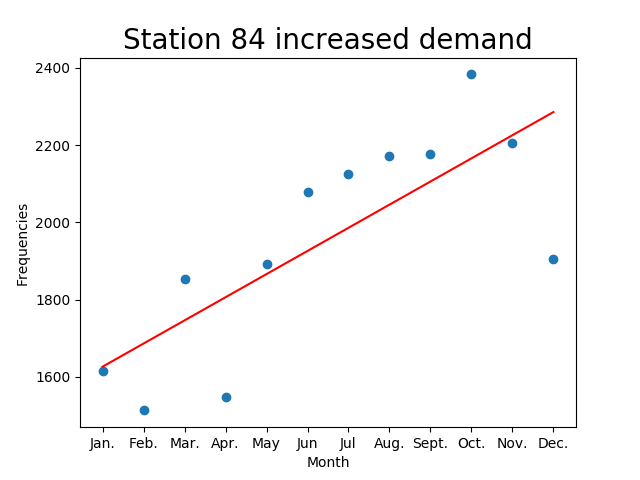 Station 84 increased demand
2400
2200
2000
1800
1600
Frequencies
Jan. Feb. Mar. Apr. May Jun Jul Aug. Sept. Oct. Nov. Dec.
Month